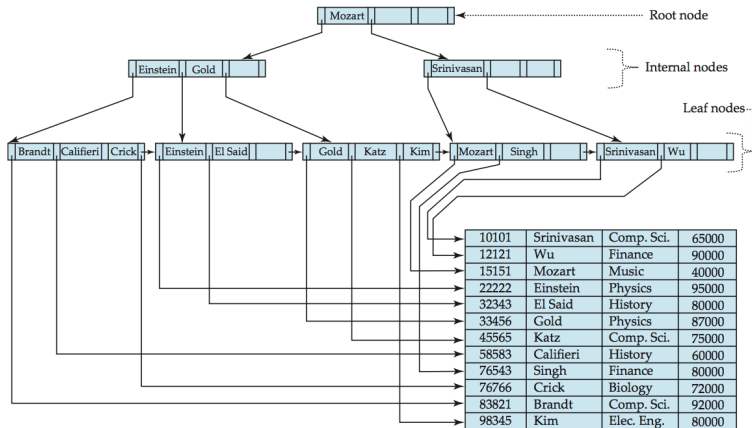 Mozart
Root node
Einstein Gold
Srinivasan
Internal nodes
Leaf nodes
Brandt Califieri Crick Einstein El Said Gold Katz Kim Mozart Singh Srinivasan Wu
10101 Srinivasan Comp. Sci. 65000
12121 Wu Finance 90000
15151 Mozart Music 40000
22222 Einstein Physics 95000
32343 El Said History 80000
33456 Gold Physics 87000
45565 Katz Comp. Sci. 75000
58583 Califieri History 60000
76543 Singh Finance 80000
76766 Crick Biology 72000
83821 Brandt Comp. Sci. 92000
98345 Kim Elec. Eng. 80000